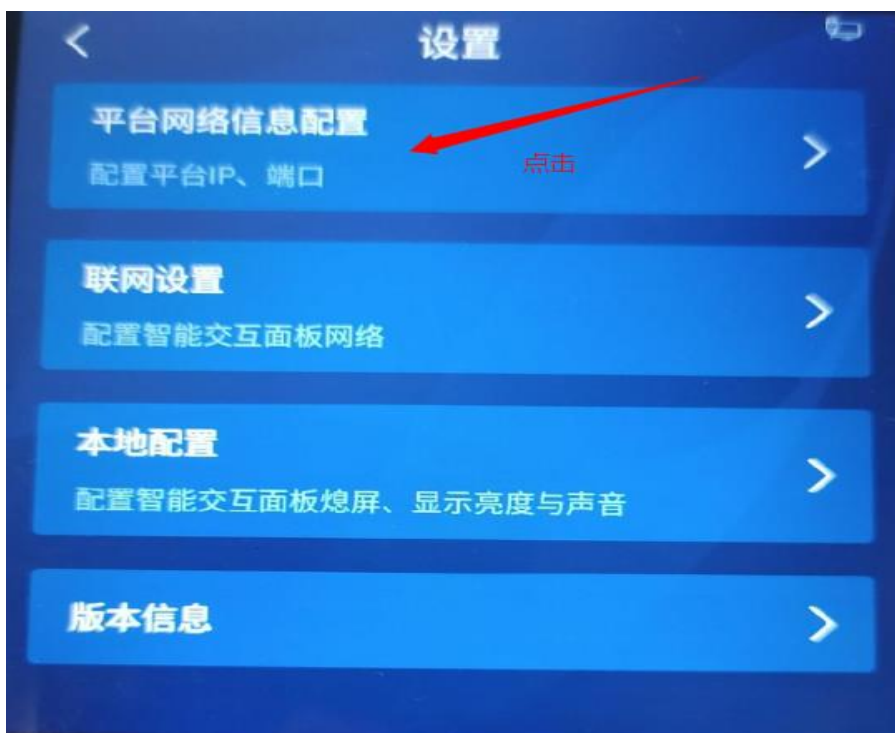 设置
平台网络信息配置
配置平台IP、端口
点击
联网设置
配置智能交互面板网络
本地配置
配置智能交互面板熄屏、显示亮度与声音
版本信息